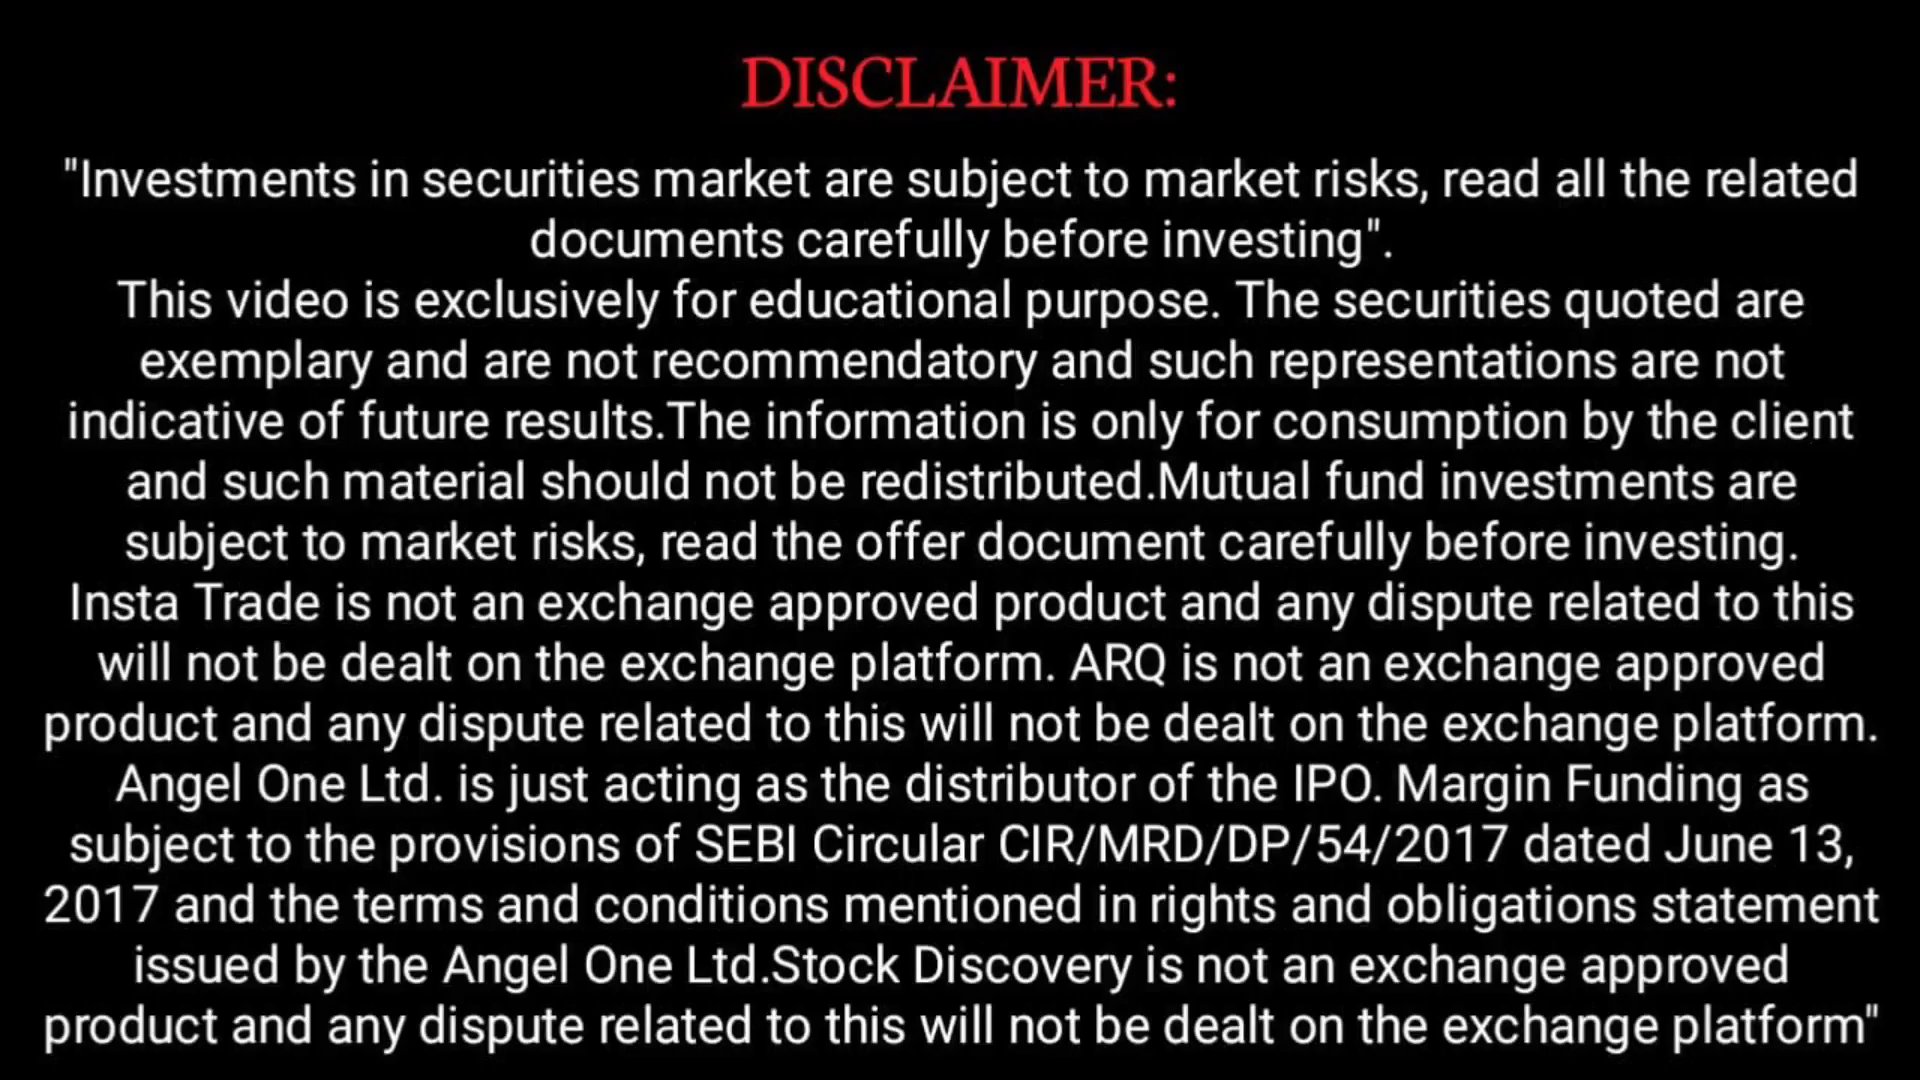 DISCLAIMER:
"Investments in securities market are subject to market risks, read all the related
documents carefully before investing".
This video is exclusively for educational purpose. The securities quoted are
exemplary and are not recommendatory and such representations are not
indicative of future results.The information is only for consumption by the client
and such material should not be redistributed.Mutual fund investments are
subject to market risks, read the offer document carefully before investing.
Insta Trade is not an exchange approved product and any dispute related to this
will not be dealt on the exchange platform. ARQ is not an exchange approved
product and any dispute related to this will not be dealt on the exchange platform.
Angel One Ltd. is just acting as the distributor of the IPO. Margin Funding as
subject to the provisions of SEBI Circular CIR/MRD/DP/54/2017 dated June 13,
2017 and the terms and conditions mentioned in rights and obligations statement
issued by the Angel One Ltd.Stock Discovery is not an exchange approved
product and any dispute related to this will not be dealt on the exchange platform"